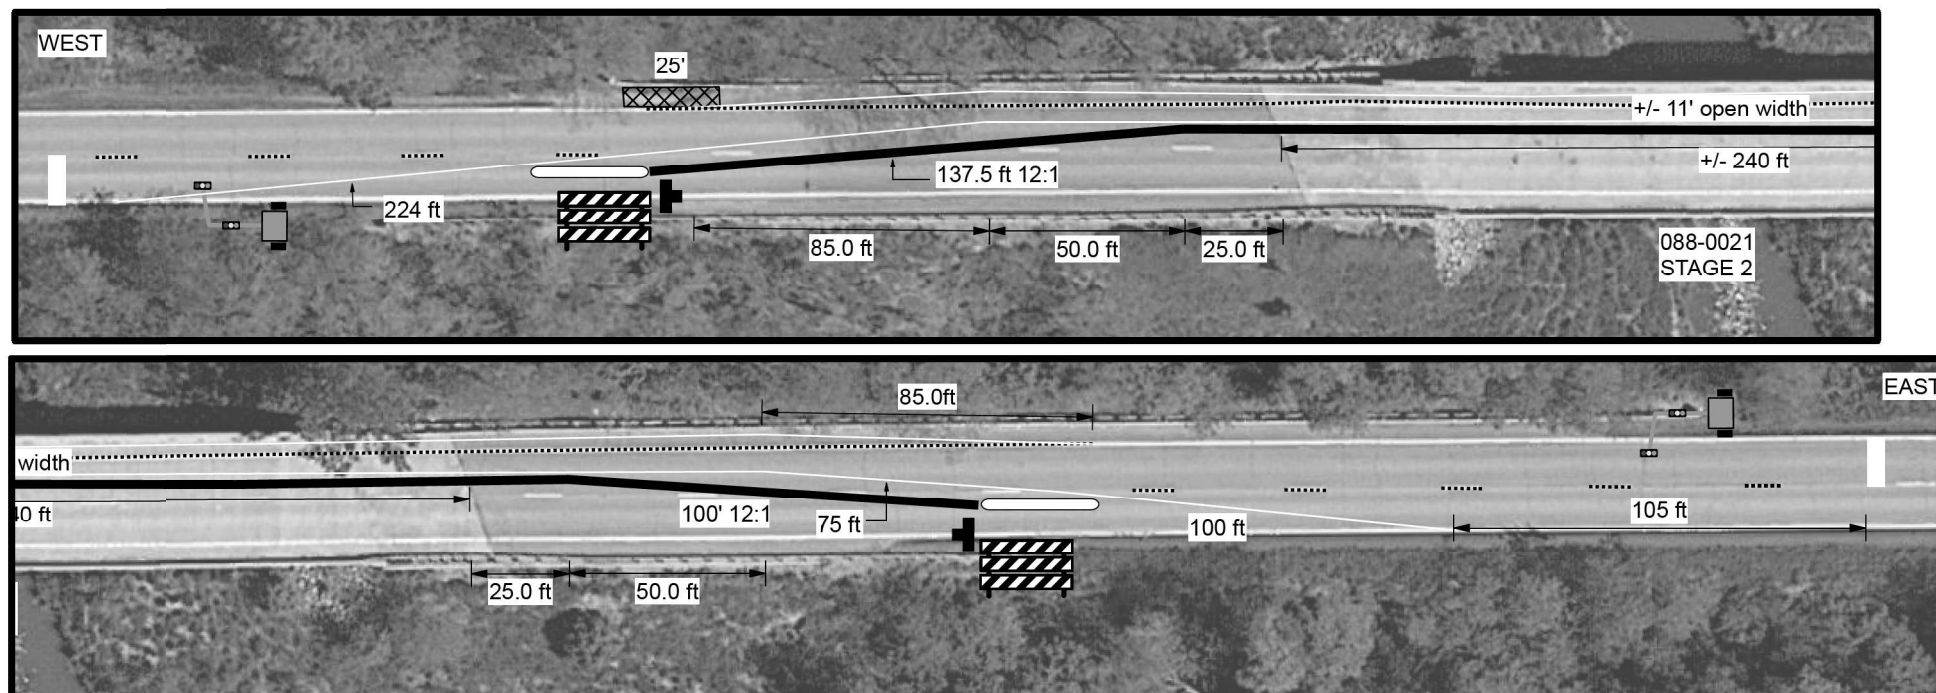 WEST
25'
+/- 11' open width
+/- 240 ft
137.5 ft 12:1
224 ft
85.0 ft
50.0 ft
25.0 ft
088-0021
STAGE 2
EAST
85.0ft
width
40 ft
100' 12:1
75 ft
100 ft
105 ft
25.0 ft
50.0 ft